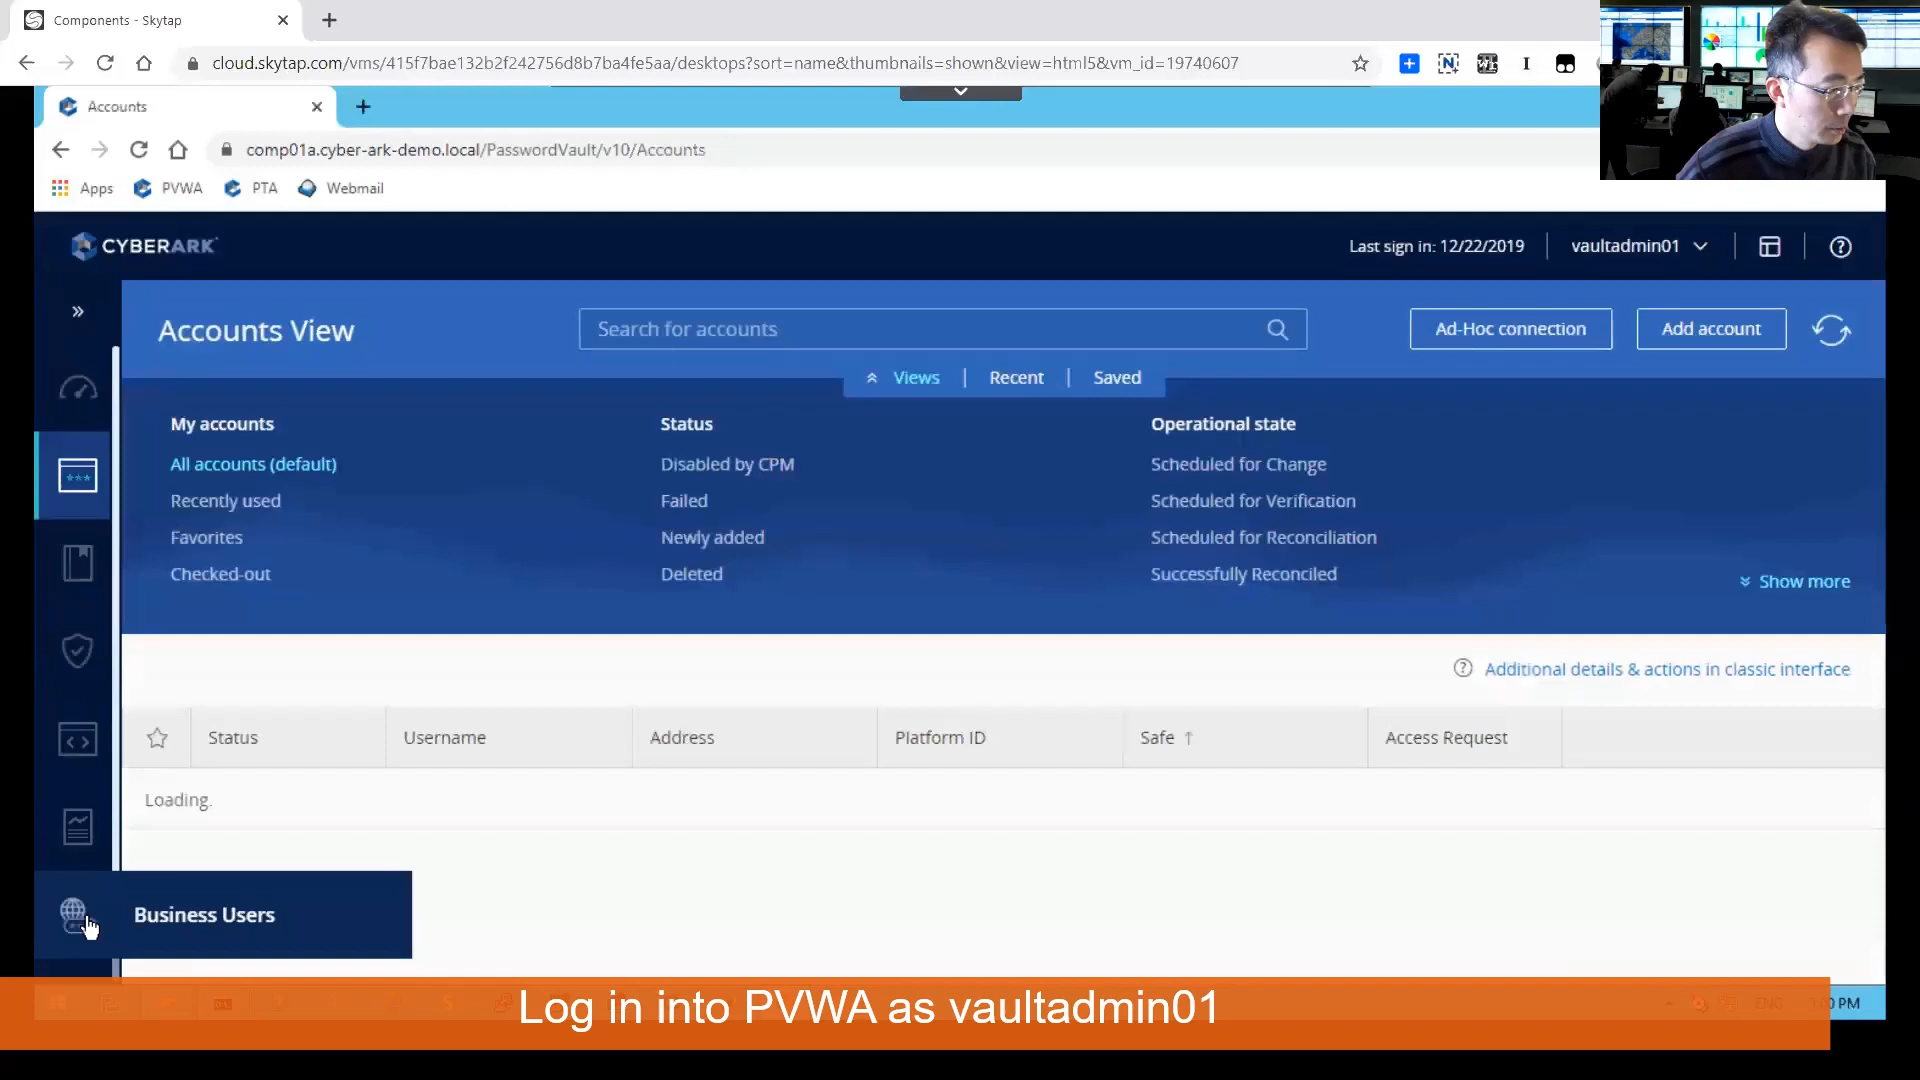 Components - Skytap
cloud.skytap.com/vms/415f7bae132b2f242756d8b7ba4fe5aa/desktops?sort=name&thumbnails=shown&view=html5&vm_id=19740607
Accounts
comp01a.cyber-ark-demo.local/PasswordVault/v10/Accounts
Apps PVWA PTA Webmail
CYBERARK Last sign in: 12/22/2019 vaultadmin01
Accounts View Search for accounts Ad-Hoc connection Add account
Views | Recent | Saved
My accounts Status Operational state
All accounts (default) Disabled by CPM Scheduled for Change
Recently used Failed Scheduled for Verification
Favorites Newly added Scheduled for Reconciliation
Checked-out Deleted Successfully Reconciled
Show more
Additional details & actions in classic interface
Status Username Address Platform ID Safe ↑ Access Request
Loading.
Business Users
Log in into PVWA as vaultadmin01
ENG PM